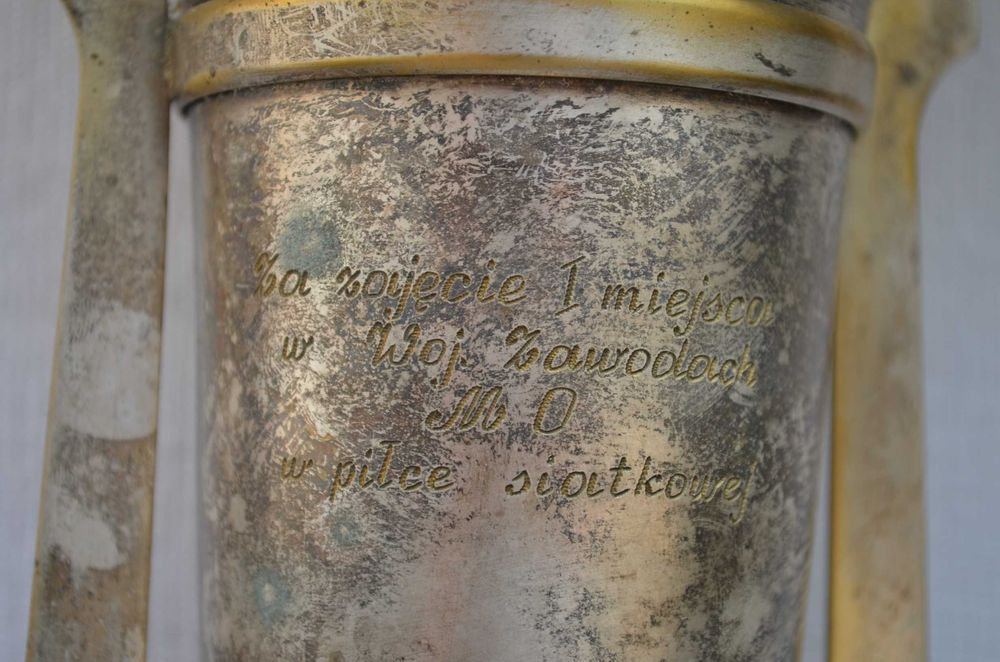 Za zajęcie I miejsca
w Woj. Zawodach
M O
w piłce siatkowej